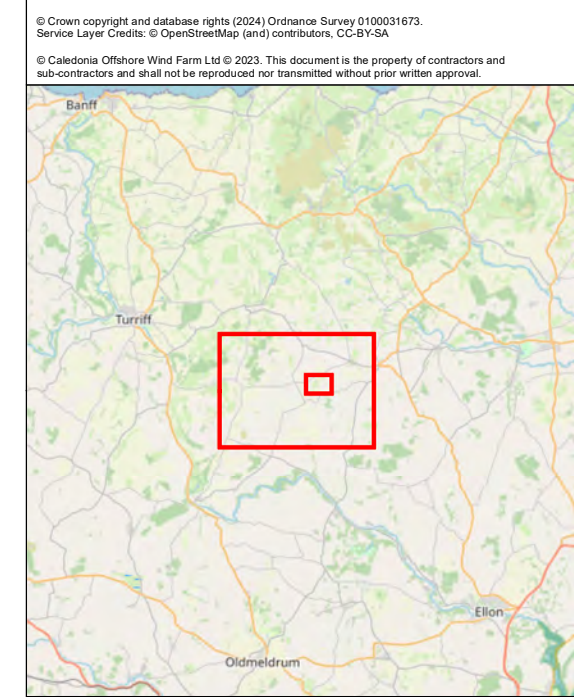 © Crown copyright and database rights (2024) Ordnance Survey 0100031673.
Service Layer Credits: © OpenStreetMap (and) contributors, CC-BY-SA
© Caledonia Offshore Wind Farm Ltd © 2023. This document is the property of contractors and
sub-contractors and shall not be reproduced nor transmitted without prior written approval.
Banff
Turriff
Ellon
Oldmeldrum